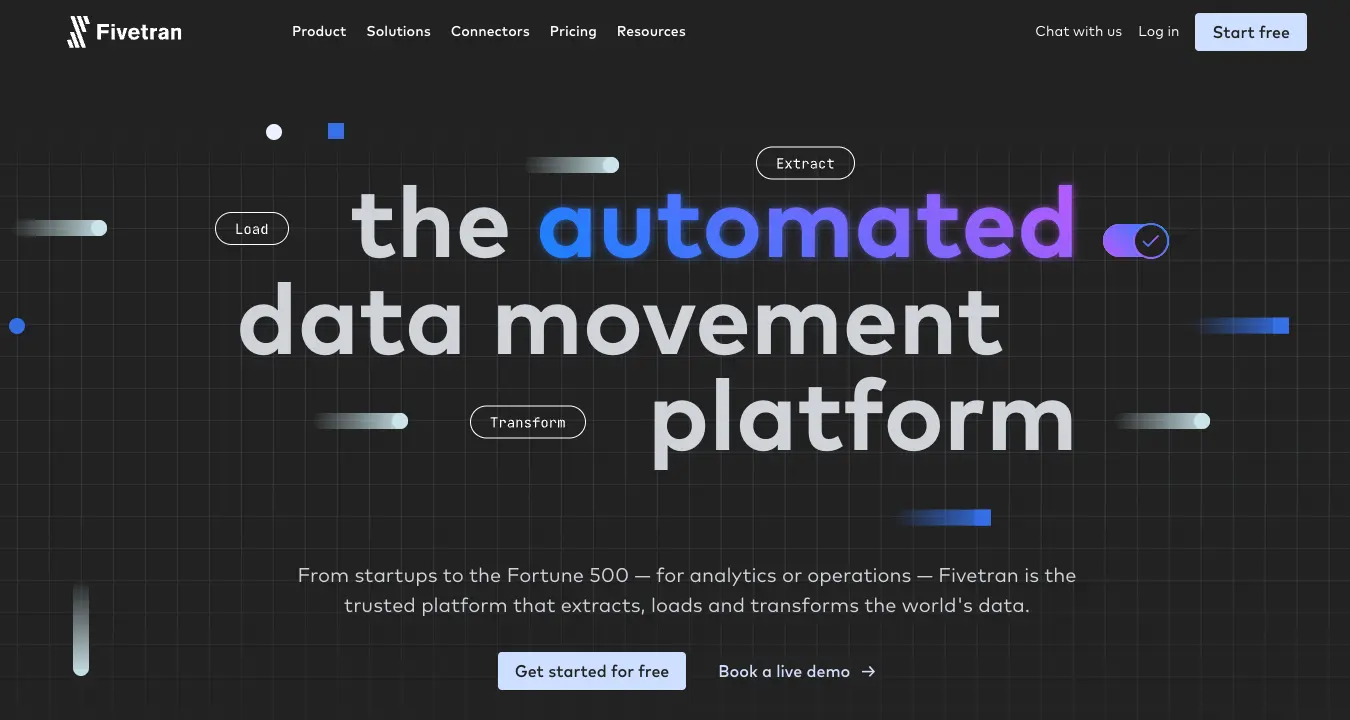 Fivetran
Product Solutions Connectors Pricing Resources
Chat with us Log in Start free
Extract
the automated
Load
data movement
platform
Transform
From startups to the Fortune 500 — for analytics or operations — Fivetran is the
trusted platform that extracts, loads and transforms the world's data.
Get started for free Book a live demo →